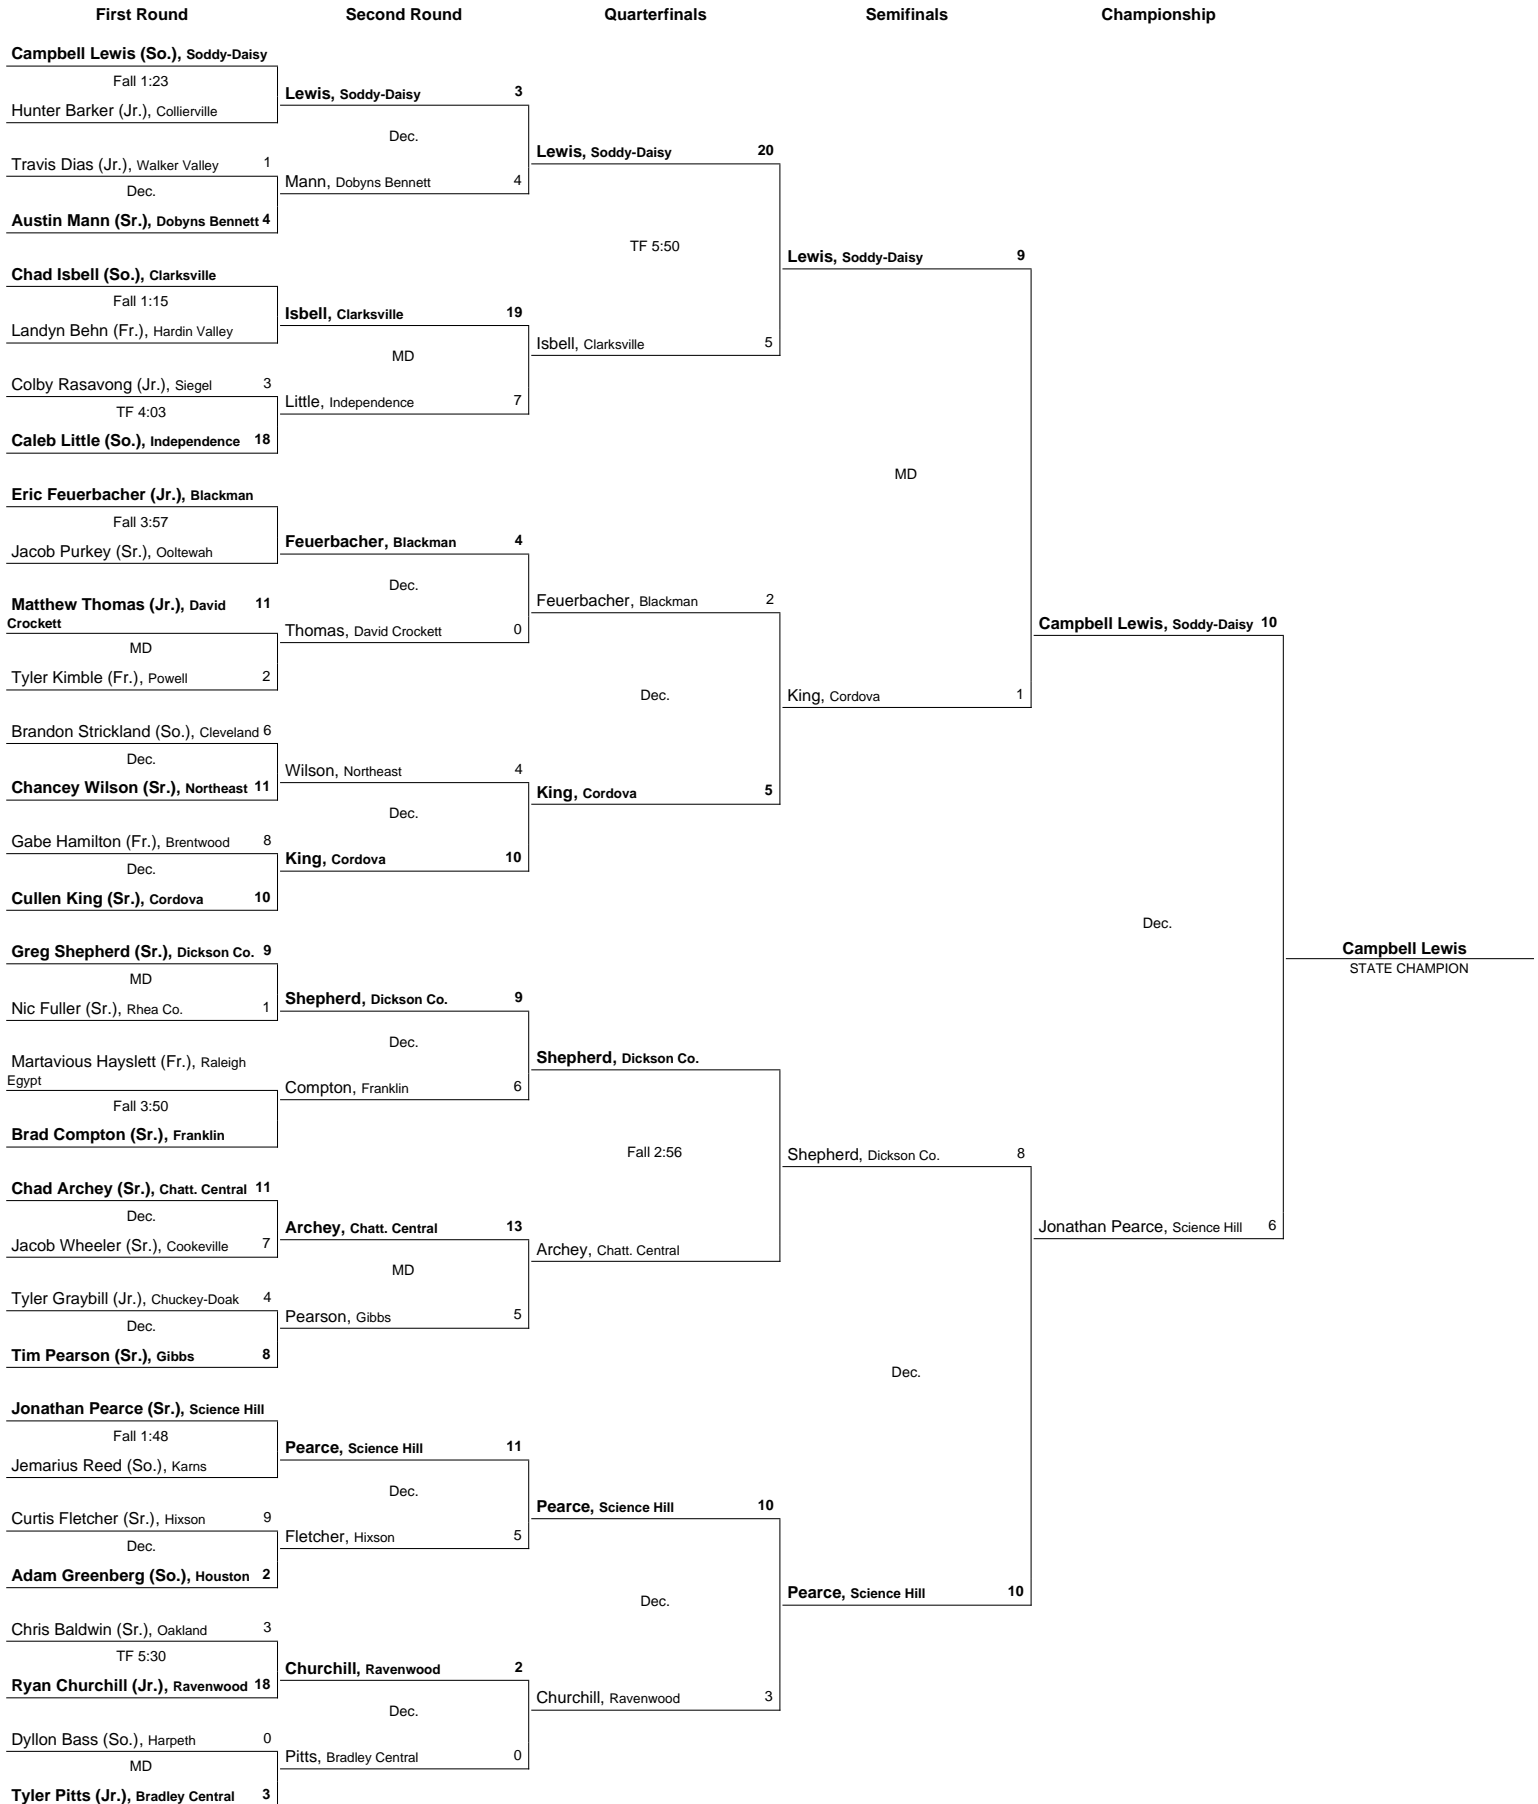 First Round
Second Round
Quarterfinals
Semifinals
Championship
Campbell Lewis (So.), Soddy-Daisy
Fall 1:23
Hunter Barker (Jr.), Collierville
Travis Dias (Jr.), Walker Valley 1
Dec.
Austin Mann (Sr.), Dobyns Bennett 4
Chad Isbell (So.), Clarksville
Fall 1:15
Landyn Behn (Fr.), Hardin Valley
Colby Rasavong (Jr.), Siegel 3
TF 4:03
Caleb Little (So.), Independence 18
Eric Feuerbacher (Jr.), Blackman
Fall 3:57
Jacob Purkey (Sr.), Ooltewah
Matthew Thomas (Jr.), David 11
Crockett
MD
Tyler Kimble (Fr.), Powell 2
Brandon Strickland (So.), Cleveland 6
Dec.
Chancey Wilson (Sr.), Northeast 11
Gabe Hamilton (Fr.), Brentwood 8
Dec.
Cullen King (Sr.), Cordova 10
Greg Shepherd (Sr.), Dickson Co. 9
MD
Nic Fuller (Sr.), Rhea Co. 1
Martavious Hayslett (Fr.), Raleigh
Egypt
Fall 3:50
Brad Compton (Sr.), Franklin
Chad Archey (Sr.), Chatt. Central 11
Dec.
Jacob Wheeler (Sr.), Cookeville 7
Tyler Graybill (Jr.), Chuckey-Doak 4
Dec.
Tim Pearson (Sr.), Gibbs 8
Jonathan Pearce (Sr.), Science Hill
Fall 1:48
Jemarius Reed (So.), Karns
Curtis Fletcher (Sr.), Hixson 9
Dec.
Adam Greenberg (So.), Houston 2
Chris Baldwin (Sr.), Oakland 3
TF 5:30
Ryan Churchill (Jr.), Ravenwood 18
Dyllon Bass (So.), Harpeth 0
MD
Tyler Pitts (Jr.), Bradley Central 3
Lewis, Soddy-Daisy 3
Dec.
Mann, Dobyns Bennett 4
Isbell, Clarksville 19
MD
Little, Independence 7
Feuerbacher, Blackman 4
Dec.
Thomas, David Crockett 0
Wilson, Northeast 4
Dec.
King, Cordova 10
Shepherd, Dickson Co. 9
Dec.
Compton, Franklin 6
Archey, Chatt. Central 13
MD
Pearson, Gibbs 5
Pearce, Science Hill 11
Dec.
Fletcher, Hixson 5
Churchill, Ravenwood 2
Dec.
Pitts, Bradley Central 0
Lewis, Soddy-Daisy 20
TF 5:50
Isbell, Clarksville 5
Feuerbacher, Blackman 2
Dec.
King, Cordova 5
Shepherd, Dickson Co.
Fall 2:56
Archey, Chatt. Central
Pearce, Science Hill 10
Dec.
Churchill, Ravenwood 3
Lewis, Soddy-Daisy 9
MD
King, Cordova 1
Shepherd, Dickson Co. 8
Dec.
Pearce, Science Hill 10
Campbell Lewis, Soddy-Daisy 10
Dec.
Jonathan Pearce, Science Hill 6
Campbell Lewis
STATE CHAMPION